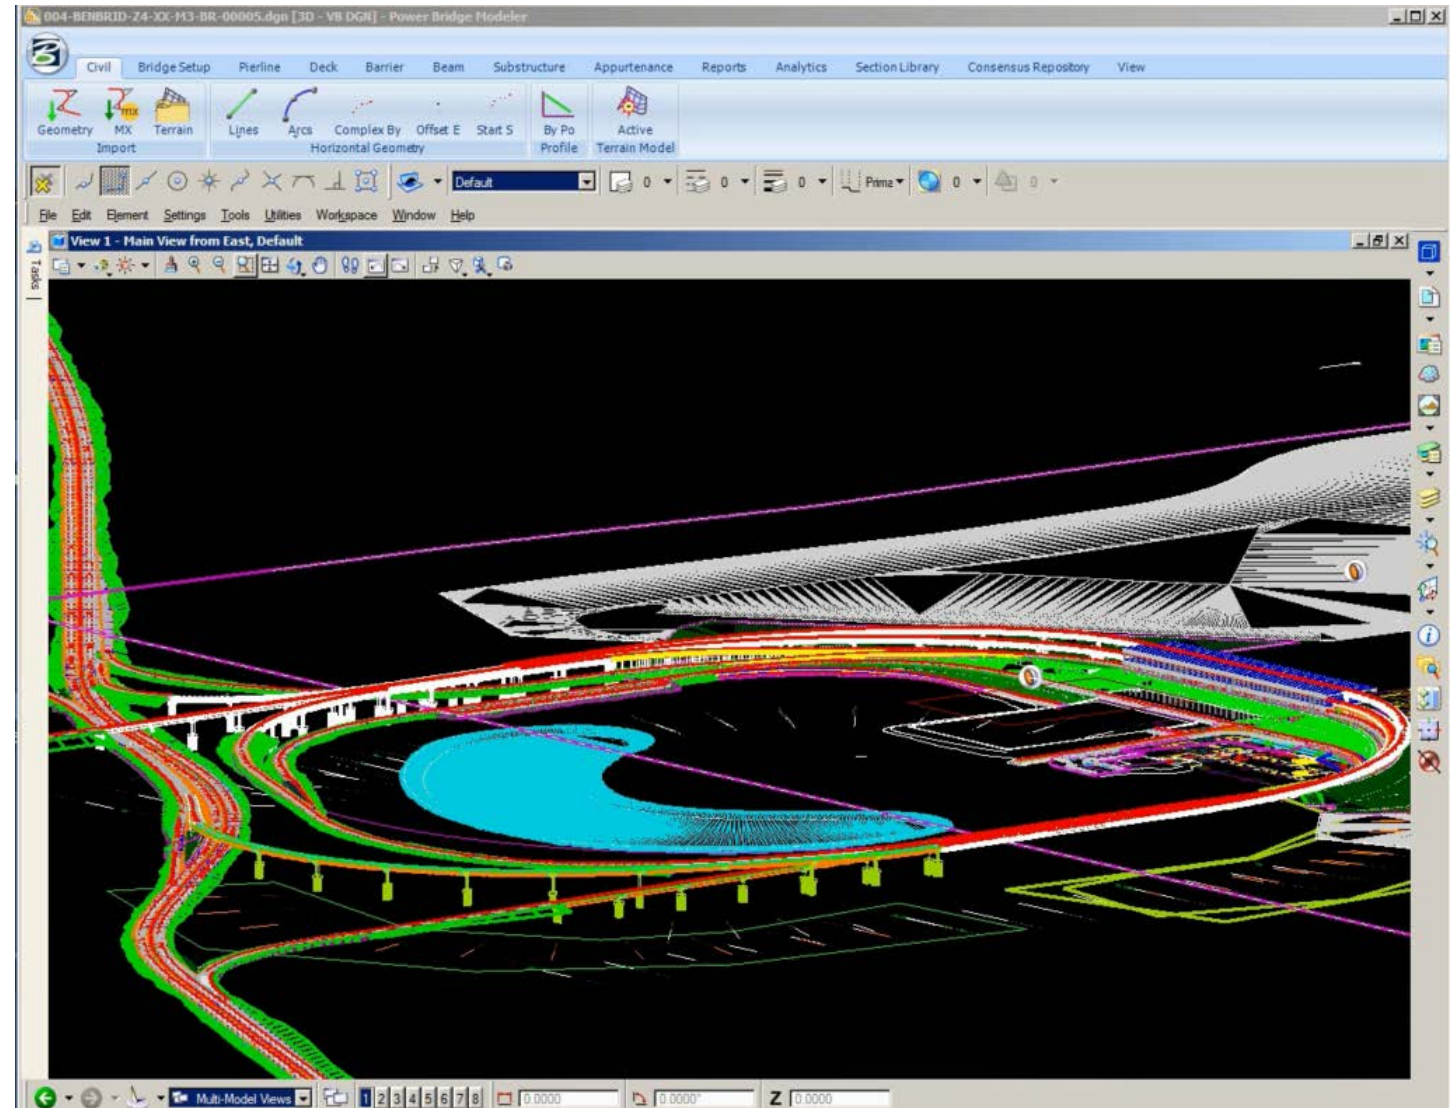 004-BENBRID-Z4-XX-M3-BR-00005.dgn [3D - V8 DGN] - Power Bridge Modeler
Civil Bridge Setup Pierline Deck Barrier Beam Substructure Appurtenance Reports Analytics Section Library Consensus Repository View
mx
Geometry MX Terrain Lines Arcs Complex By Offset E Start S By Po Active
Import Horizontal Geometry Profile Terrain Model
Default 0 0 0 Prima 0 0
File Edit Element Settings Tools Utilities Workspace Window Help
View 1 - Main View from East, Default
Tasks
Multi-Model Views 1 2 3 4 5 6 7 8 0.0000 0.0000° Z 0.0000